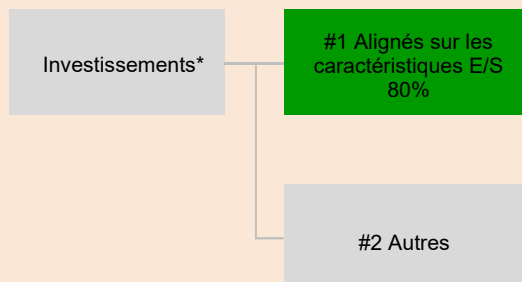 Investissements*
#1 Alignés sur les
caractéristiques E/S
80%
#2 Autres